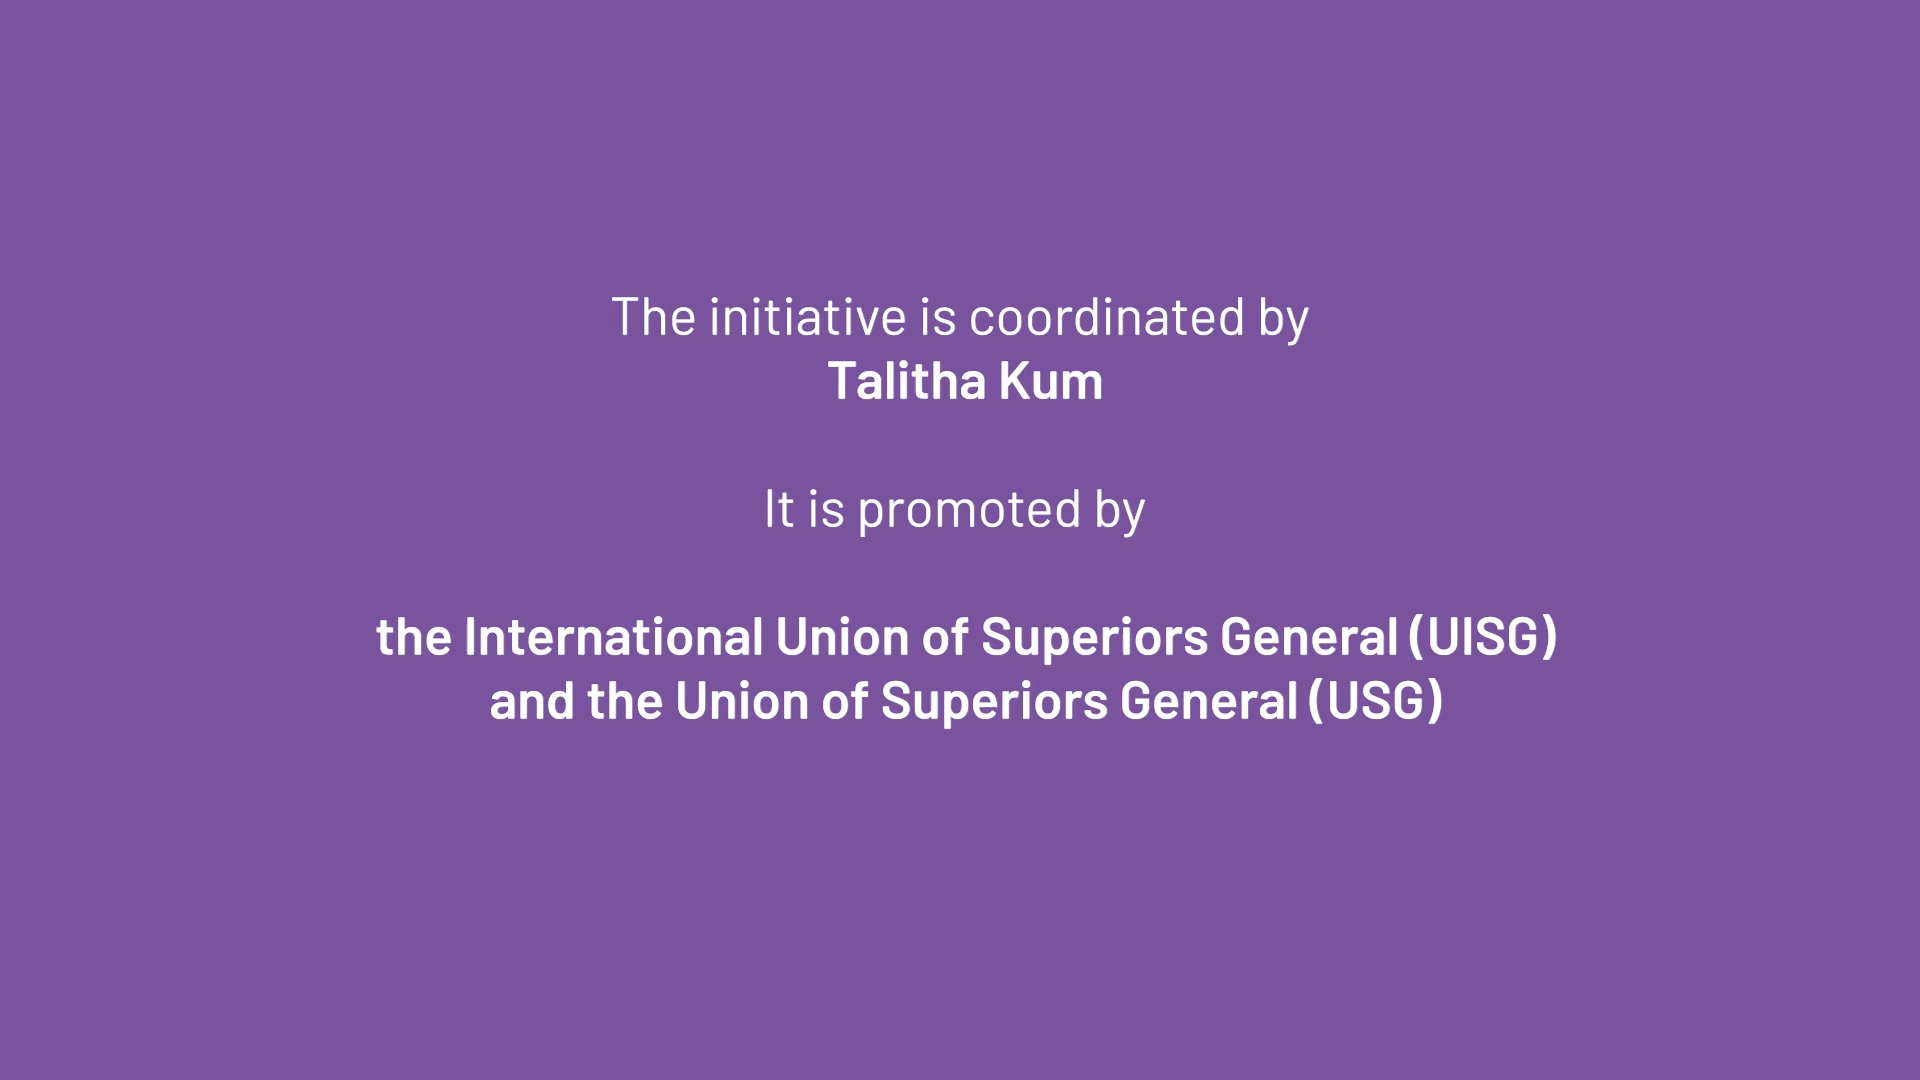 The initiative is coordinated by
Talitha Kum
It is promoted by
the International Union of Superiors General (UISG)
and the Union of Superiors General (USG)